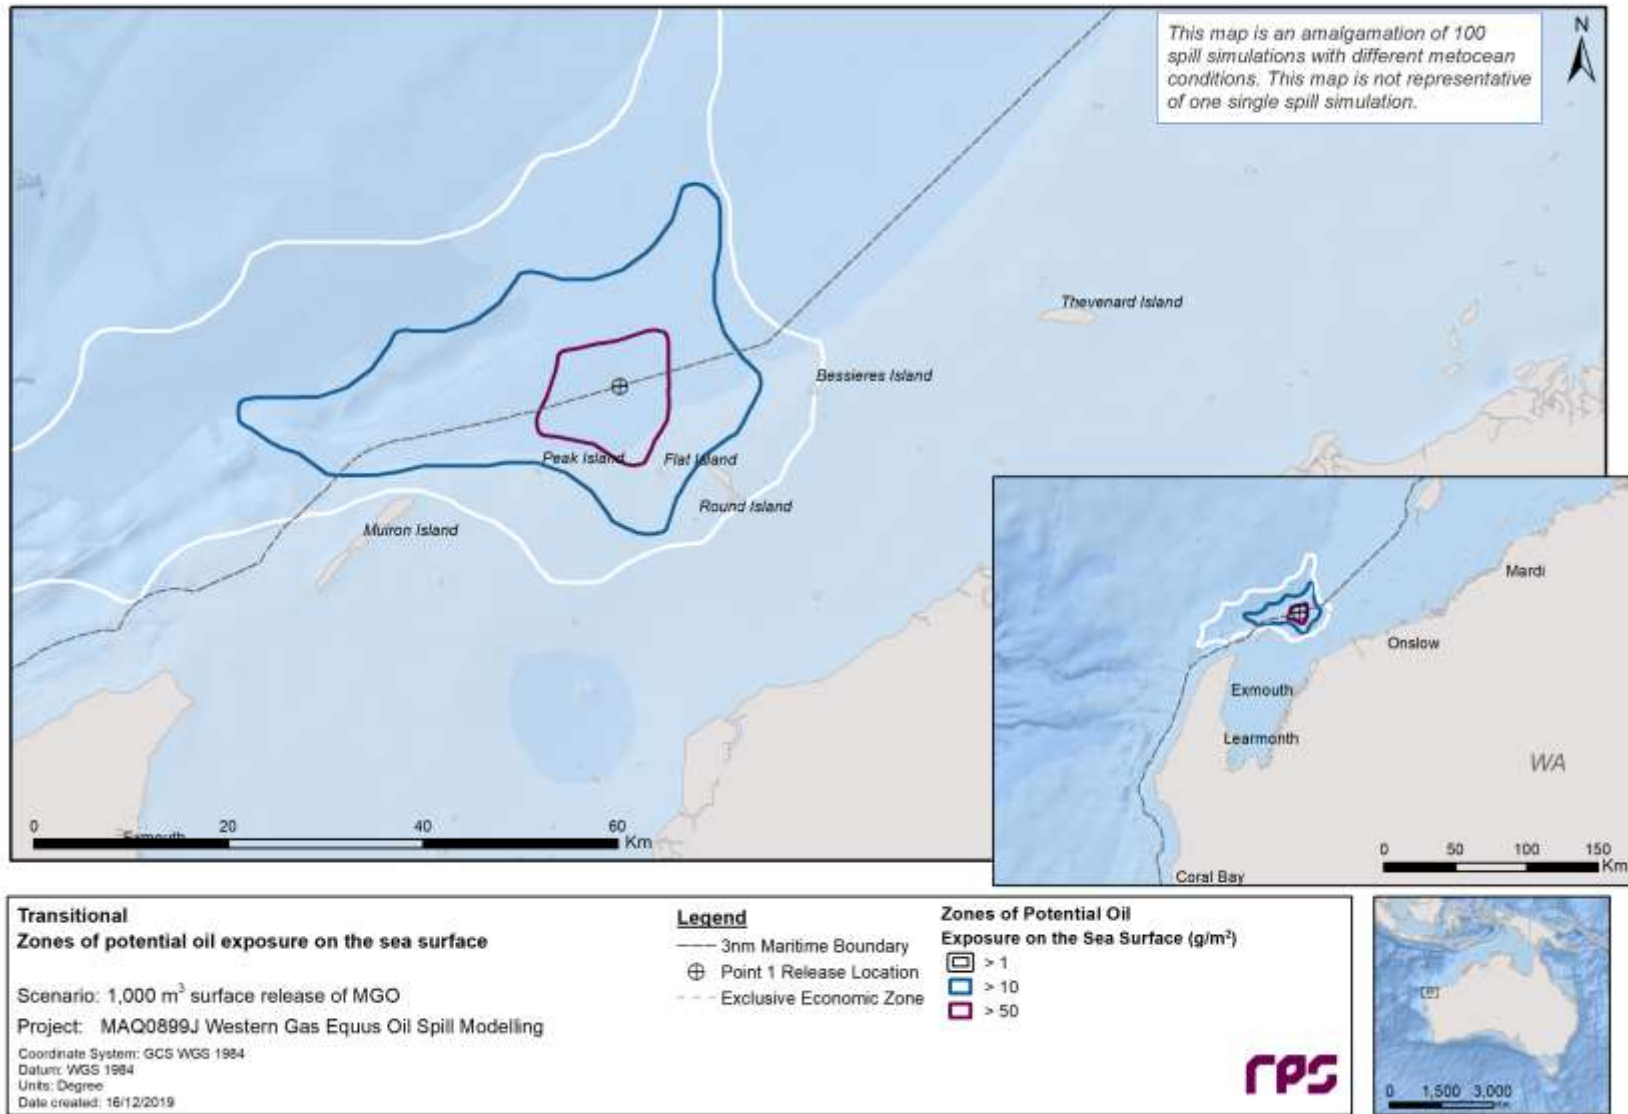 This map is an amalgamation of 100
spill simulations with different metocean
conditions. This map is not representative
of one single spill simulation.
N
Thevenard Island
Bessieres Island
Peak Island
Flat Island
Round Island
Muiron Island
0 20 40 60
Km
Exmouth
Mardi
Onslow
Exmouth
Learmonth
WA
0 50 100 150
Km
Coral Bay
Transitional
Zones of potential oil exposure on the sea surface
Scenario: 1,000 m³ surface release of MGO
Project: MAQ0899J Western Gas Equus Oil Spill Modelling
Coordinate System: GCS WGS 1984
Datum: WGS 1984
Units: Degree
Date created: 16/12/2019
Legend
3nm Maritime Boundary
Point 1 Release Location
Exclusive Economic Zone
Zones of Potential Oil
Exposure on the Sea Surface (g/m²)
> 1
> 10
> 50
rps
0 1,500 3,000